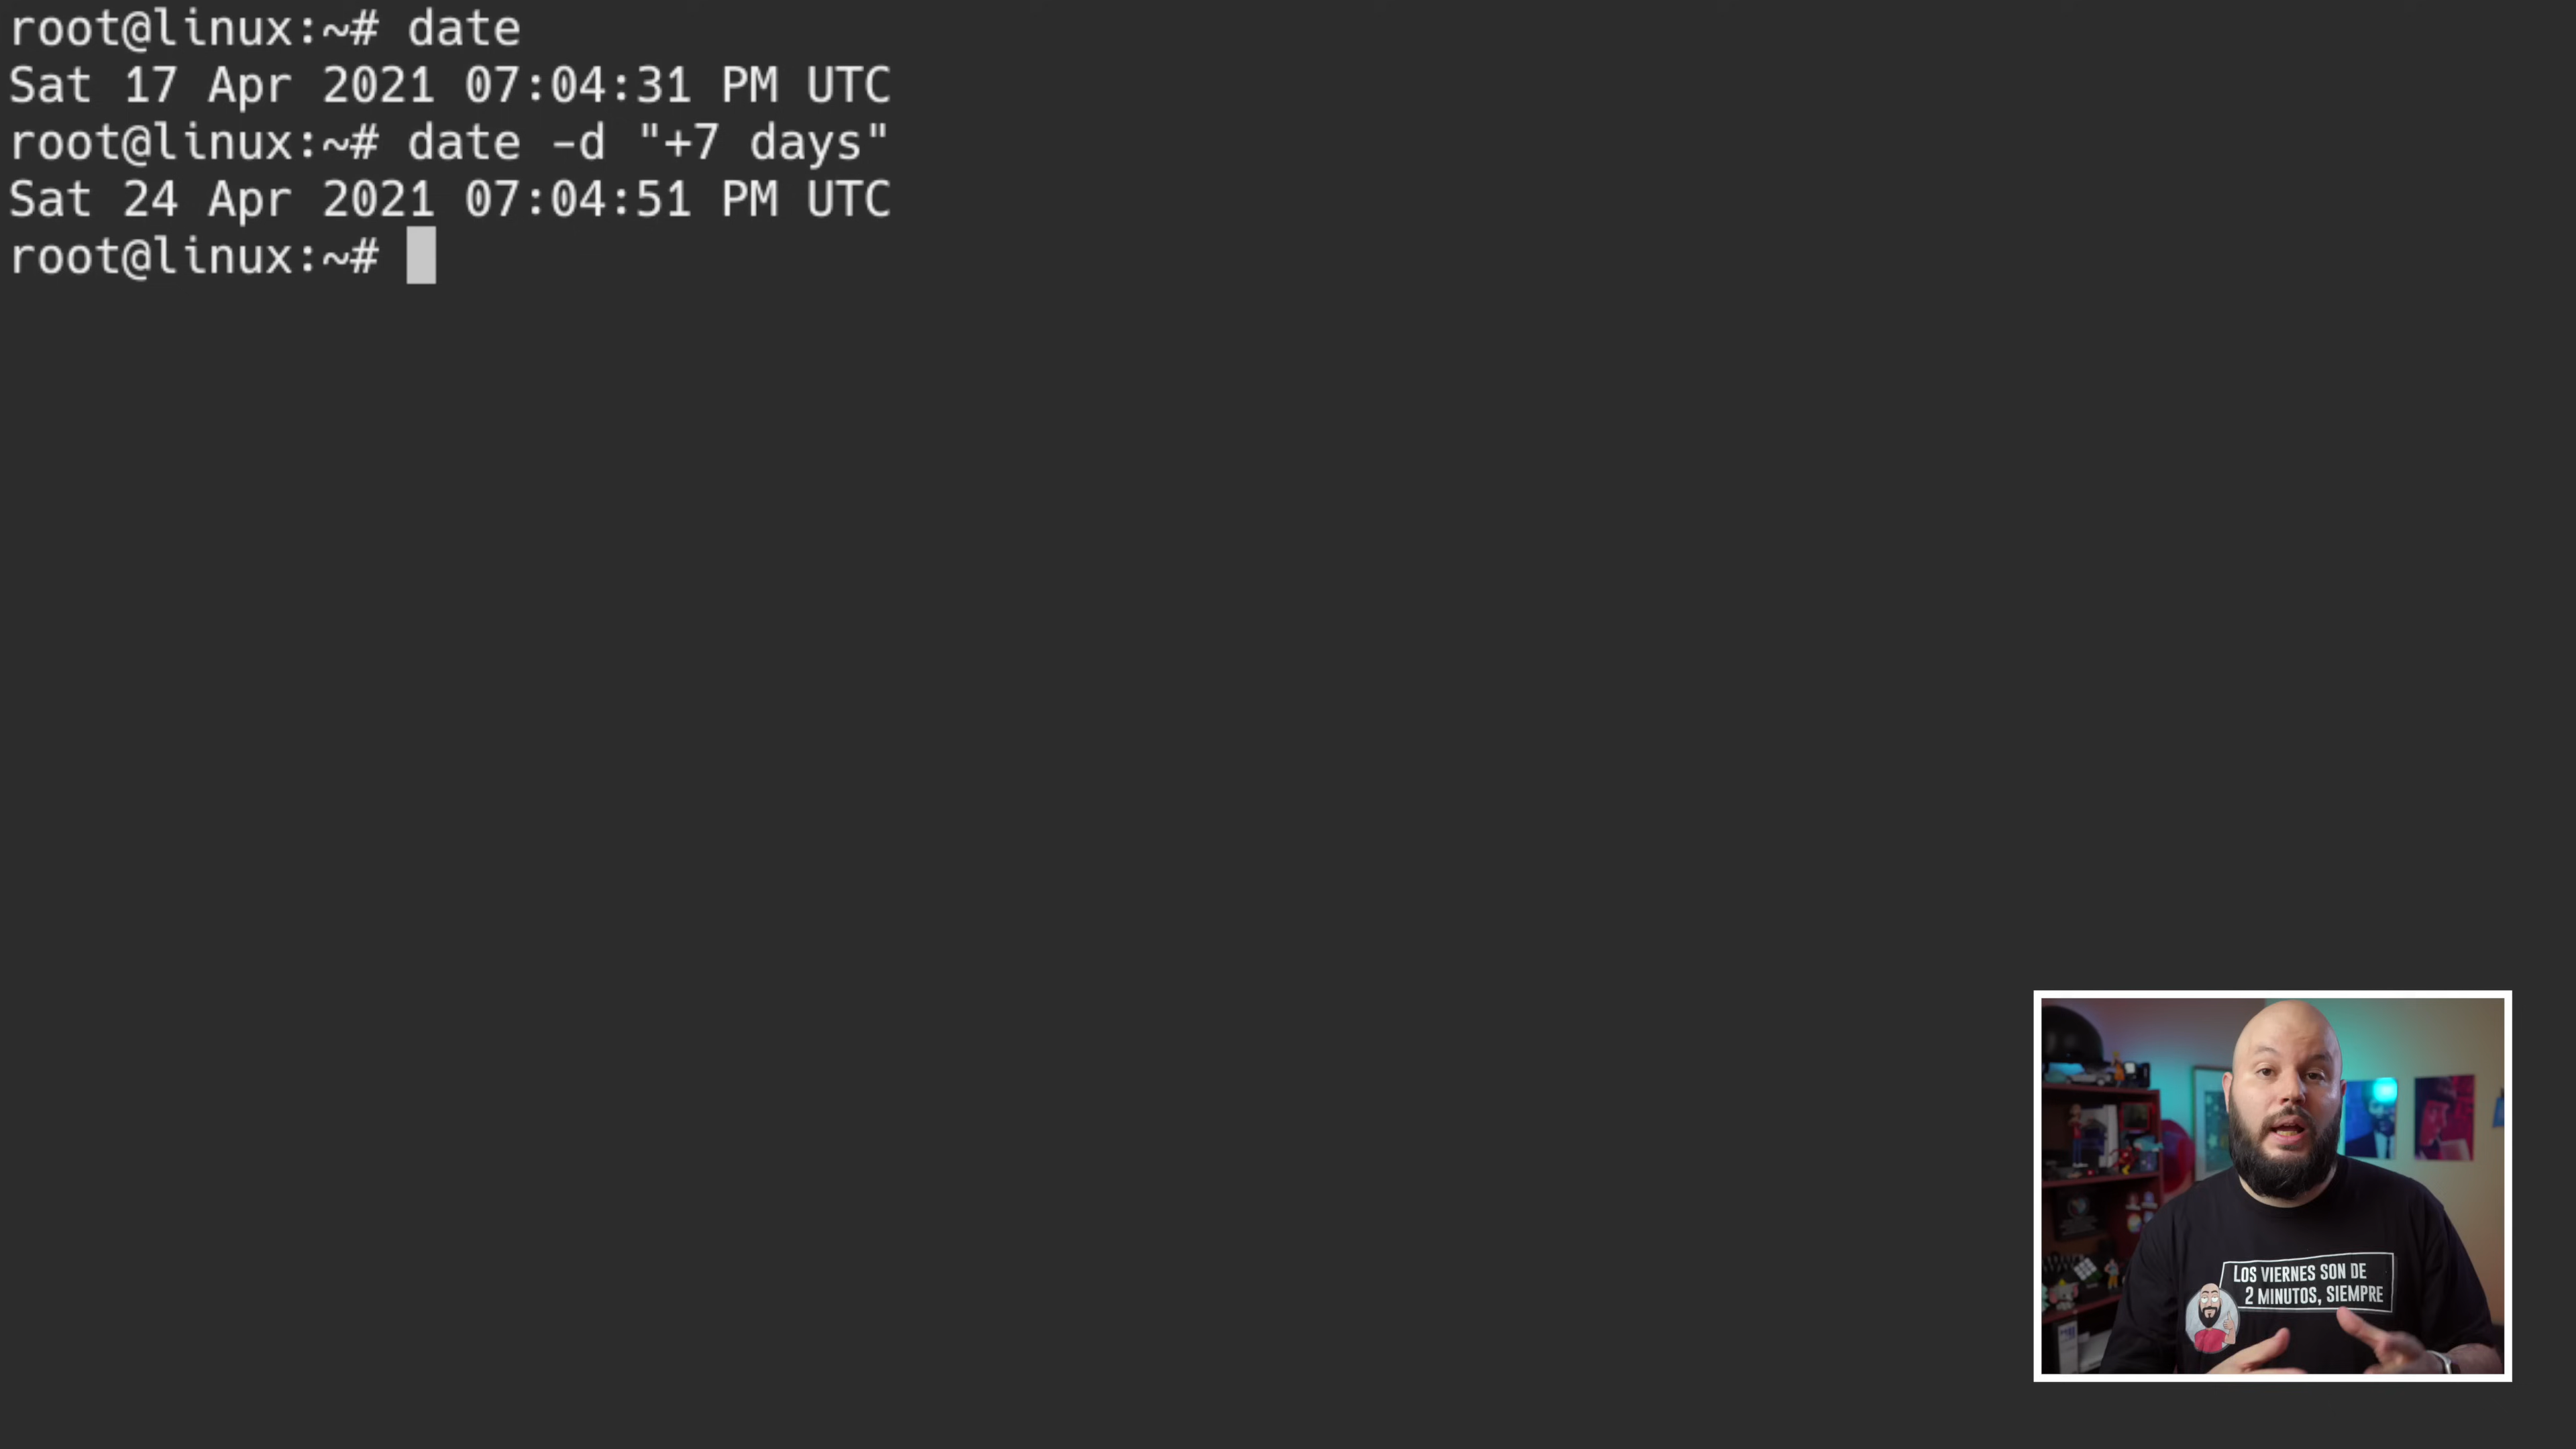 root@linux:~# date
Sat 17 Apr 2021 07:04:31 PM UTC
root@linux:~# date -d "+7 days"
Sat 24 Apr 2021 07:04:51 PM UTC
root@linux:~#
LOS VIERNES SON DE
2 MINUTOS, SIEMPRE